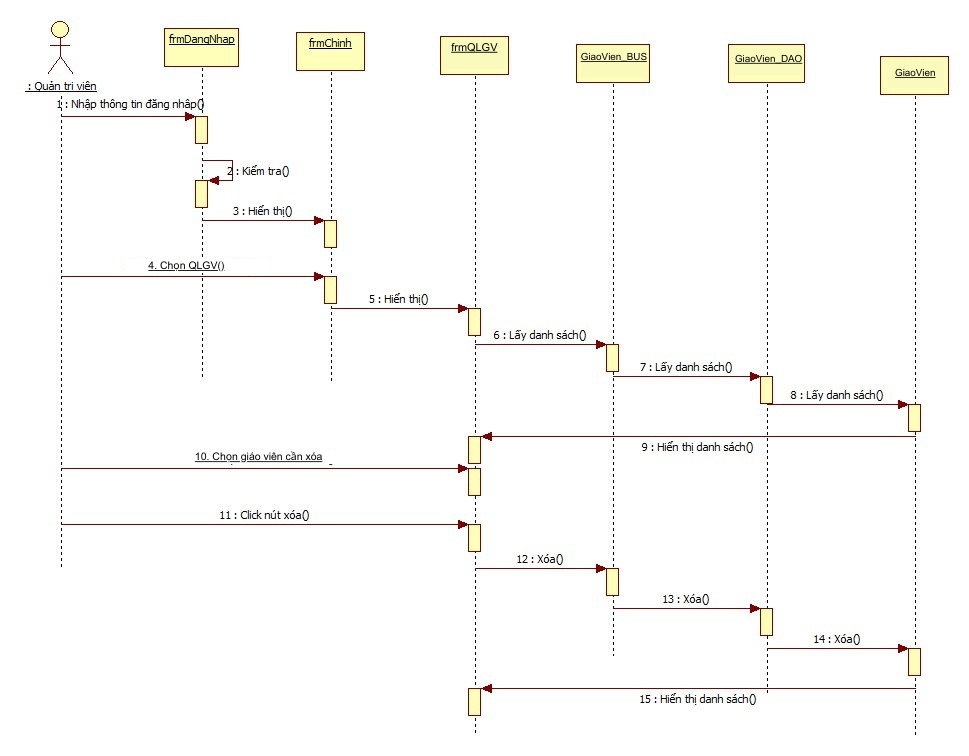 frmDangNhap
frmChinh
frmQLGV
GiaoVien_BUS
GiaoVien_DAO
GiaoVien
: Quản trị viên
1 : Nhập thông tin đăng nhập()
2 : Kiểm tra()
3 : Hiển thị()
4. Chọn QLGV()
5 : Hiển thị()
6 : Lấy danh sách()
7 : Lấy danh sách()
8 : Lấy danh sách()
9 : Hiển thị danh sách()
10. Chọn giáo viên cần xóa
11 : Click nút xóa()
12 : Xóa()
13 : Xóa()
14 : Xóa()
15 : Hiển thị danh sách()